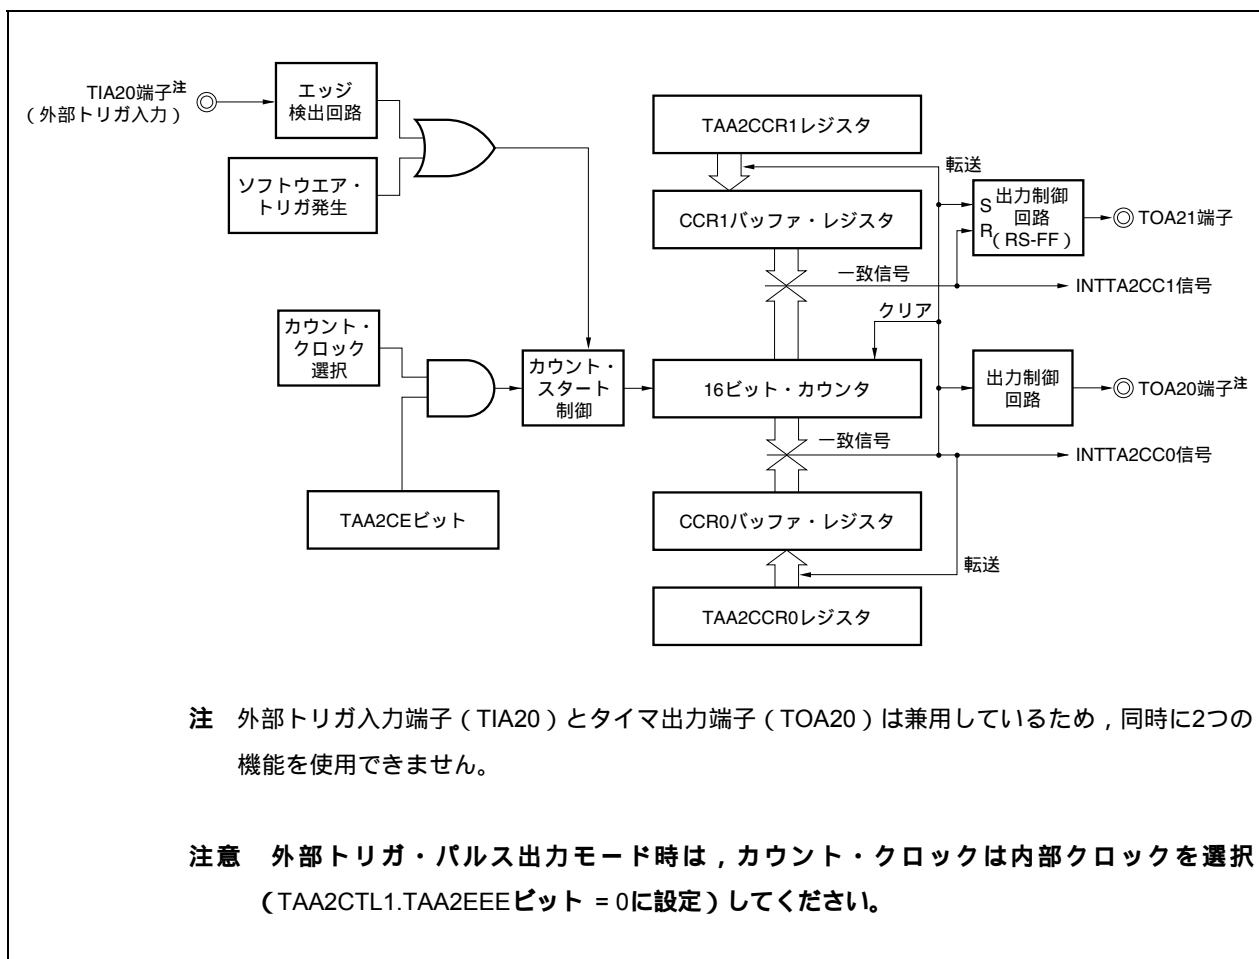 TIA20端子注
（外部トリガ入力）
エッジ
検出回路
ソフトウエア・
トリガ発生
カウント・
クロック
選択
TAA2CEビット
カウント・
スタート
制御
TAA2CCR1レジスタ
転送
CCR1バッファ・レジスタ
S 出力制御
回路
R（RS-FF）
TOA21端子
一致信号
INTTA2CC1信号
クリア
16ビット・カウンタ
出力制御
回路
TOA20端子注
一致信号
INTTA2CC0信号
CCR0バッファ・レジスタ
転送
TAA2CCR0レジスタ
注 外部トリガ入力端子（TIA20）とタイマ出力端子（TOA20）は兼用しているため，同時に2つの
機能を使用できません。
注意 外部トリガ・パルス出力モード時は，カウント・クロックは内部クロックを選択
（TAA2CTL1.TAA2EEEビット = 0に設定）してください。